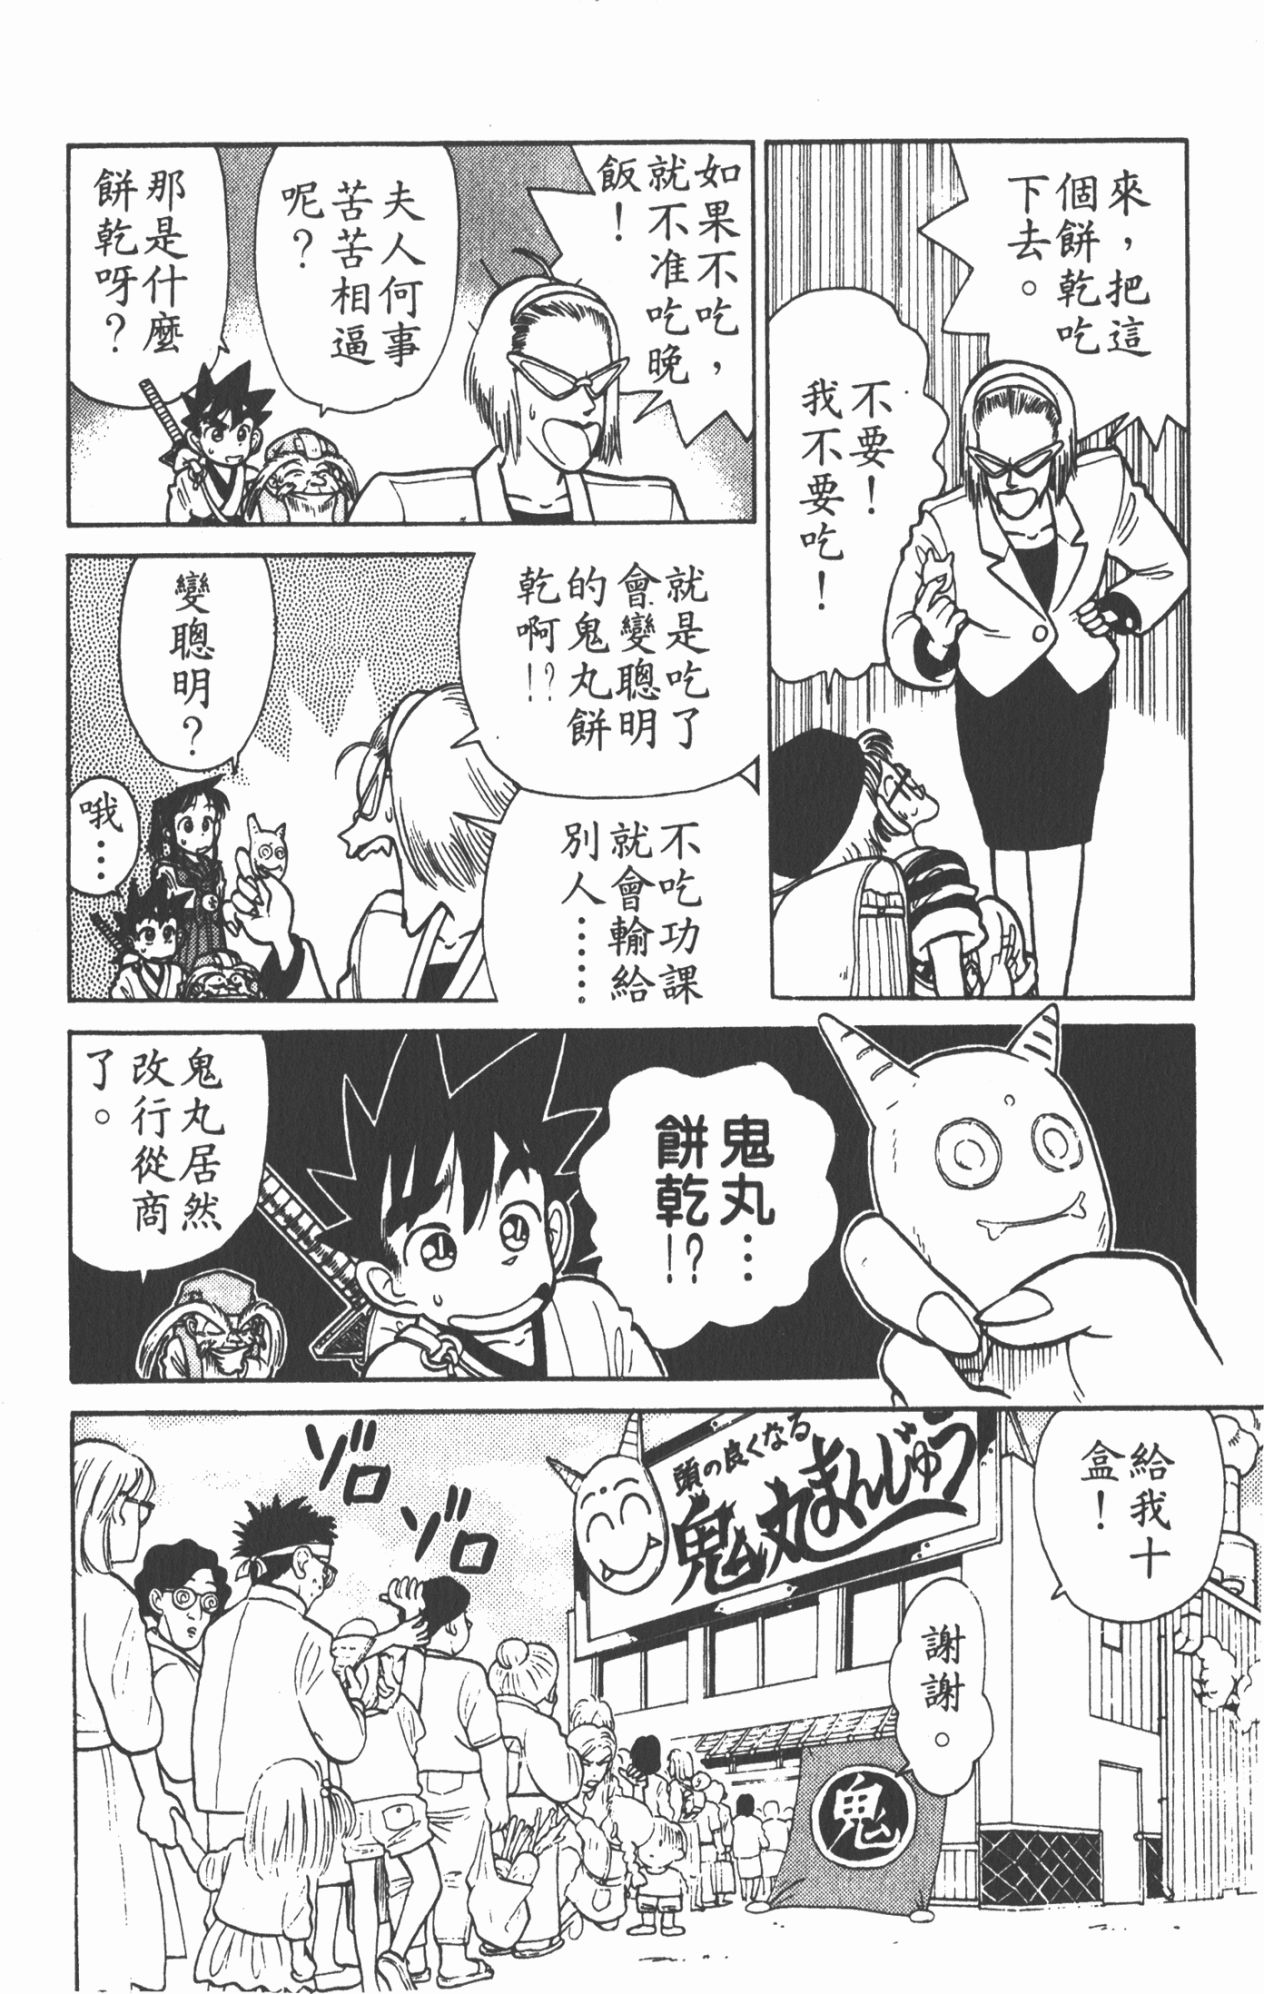 來，把這
個餅乾吃
下去。
不要！
我不要吃！
如果不吃，
就不准吃晚
飯！
夫人何事
苦苦相逼
呢？
那是什麼
餅乾呀？
就是吃了
會變聰明
的鬼丸餅
乾啊！？
不吃功課
就會輸給
別人……
變聰明？
哦…
鬼丸…
餅乾！？
鬼丸居然
改行從商
了。
給我十
盒！
謝謝。
頭の良くなる
鬼丸まんじゅう
鬼
ゾロ
ゾロ